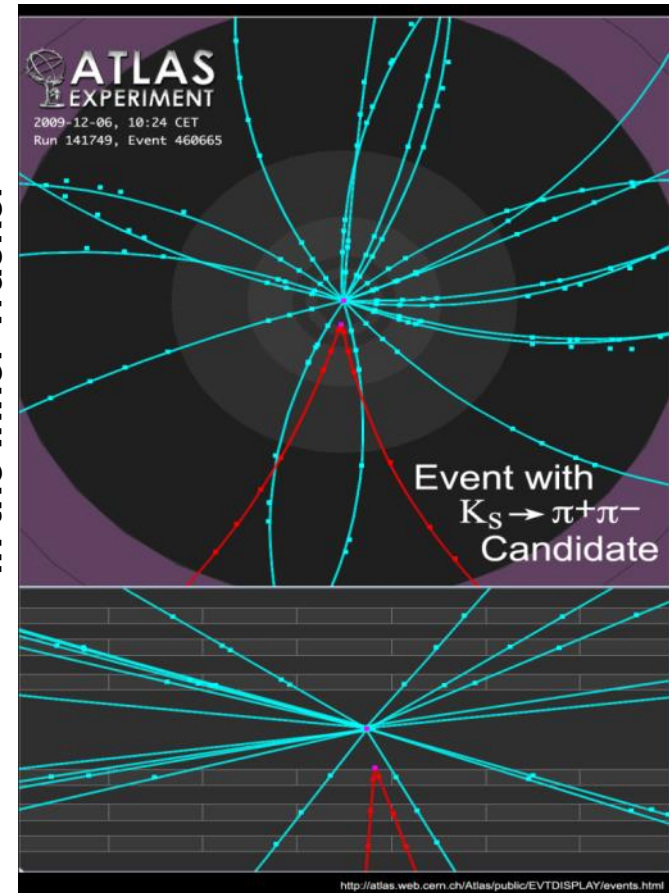 ATLAS
EXPERIMENT
2009-12-06, 10:24 CET
Run 141749, Event 460665
Event with
K_S → π+π−
Candidate
http://atlas.web.cern.ch/Atlas/public/EVTDISPLAY/events.html